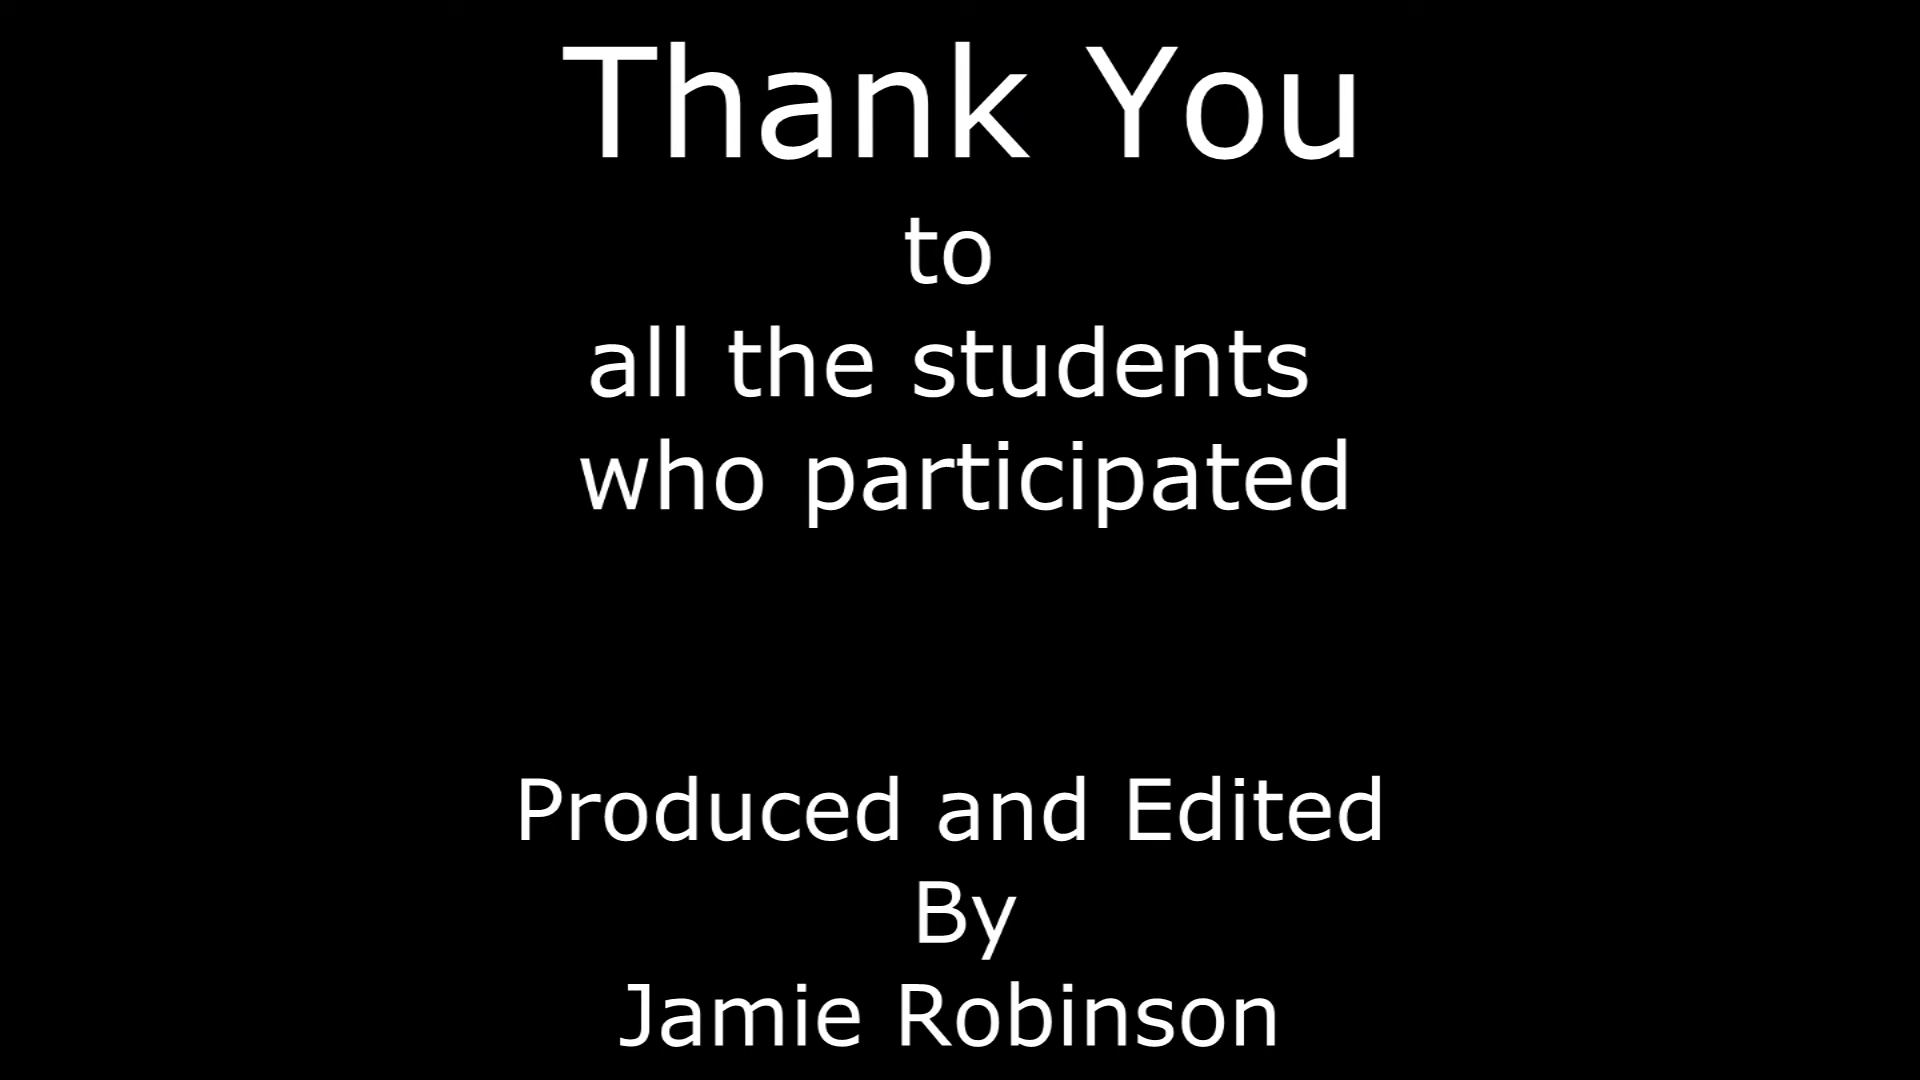 Thank You
to
all the students
who participated
Produced and Edited
By
Jamie Robinson